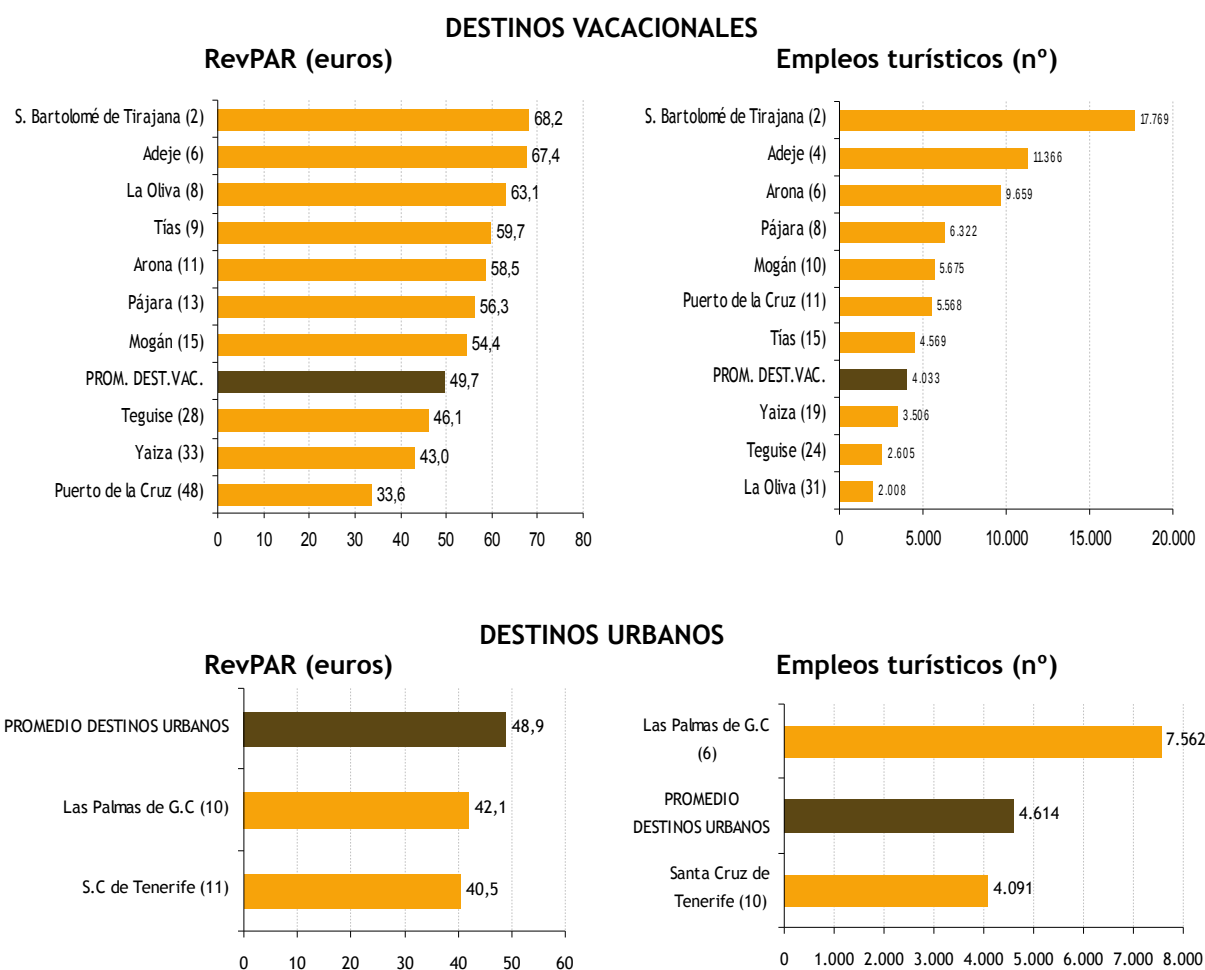 DESTINOS VACACIONALES
RevPAR (euros)
S. Bartolomé de Tirajana (2)
68,2
Adeje (6)
67,4
La Oliva (8)
63,1
Tías (9)
59,7
Arona (11)
58,5
Pájara (13)
56,3
Mogán (15)
54,4
PROM. DEST.VAC.
49,7
Teguise (28)
46,1
Yaiza (33)
43,0
Puerto de la Cruz (48)
33,6
0 10 20 30 40 50 60 70 80
Empleos turísticos (nº)
S. Bartolomé de Tirajana (2)
17.769
Adeje (4)
11.366
Arona (6)
9.659
Pájara (8)
6.322
Mogán (10)
5.675
Puerto de la Cruz (11)
5.568
Tías (15)
4.569
PROM. DEST.VAC.
4.033
Yaiza (19)
3.506
Teguise (24)
2.605
La Oliva (31)
2.008
0 5.000 10.000 15.000 20.000
DESTINOS URBANOS
RevPAR (euros)
PROMEDIO DESTINOS URBANOS
48,9
Las Palmas de G.C (10)
42,1
S.C de Tenerife (11)
40,5
0 10 20 30 40 50 60
Empleos turísticos (nº)
Las Palmas de G.C
(6)
7.562
PROMEDIO
DESTINOS URBANOS
4.614
Santa Cruz de
Tenerife (10)
4.091
0 1.000 2.000 3.000 4.000 5.000 6.000 7.000 8.000